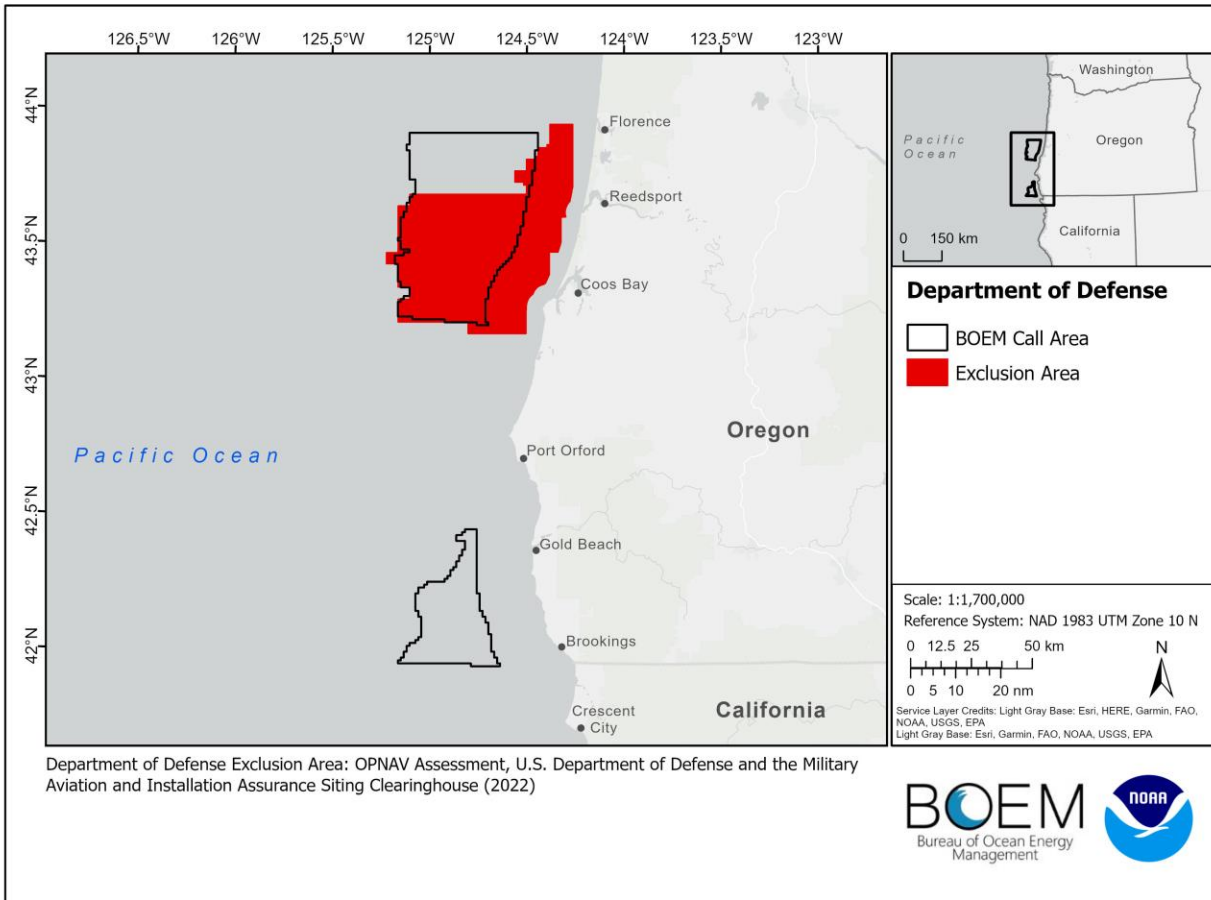 126.5°W 126°W 125.5°W 125°W 124.5°W 124°W 123.5°W 123°W
44°N
43.5°N
43°N
42.5°N
42°N
Florence
Reedsport
Coos Bay
Port Orford
Gold Beach
Brookings
Crescent
City
Oregon
California
Pacific Ocean
Washington
Pacific
Ocean
Oregon
California
0 150 km
Department of Defense
BOEM Call Area
Exclusion Area
Scale: 1:1,700,000
Reference System: NAD 1983 UTM Zone 10 N
0 12.5 25 50 km
0 5 10 20 nm
N
Service Layer Credits: Light Gray Base: Esri, HERE, Garmin, FAO,
NOAA, USGS, EPA
Light Gray Base: Esri, Garmin, FAO, NOAA, USGS, EPA
Department of Defense Exclusion Area: OPNAV Assessment, U.S. Department of Defense and the Military
Aviation and Installation Assurance Siting Clearinghouse (2022)
BOEM
Bureau of Ocean Energy
Management
NOAA